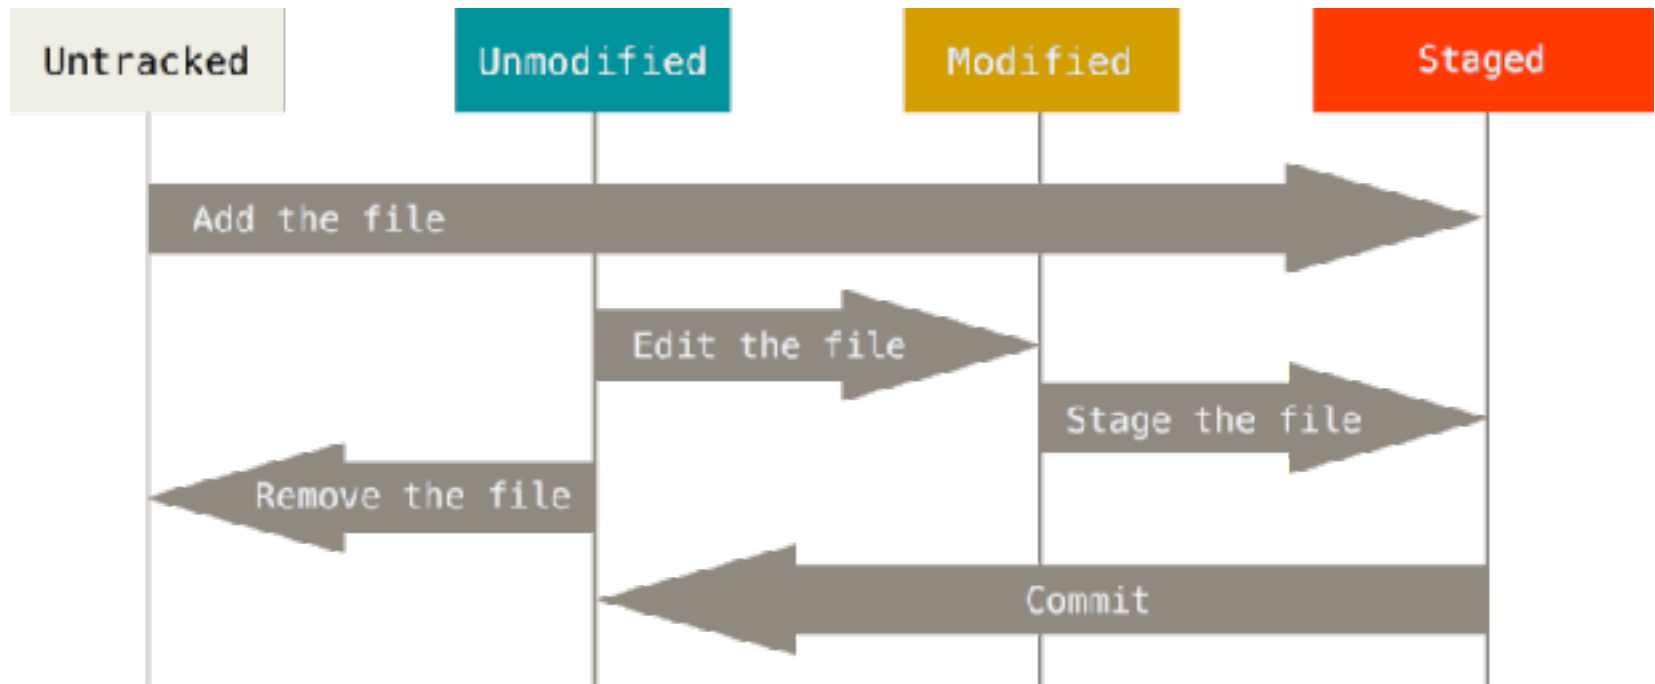 Untracked
Unmodified
Modified
Staged
Add the file
Edit the file
Stage the file
Remove the file
Commit